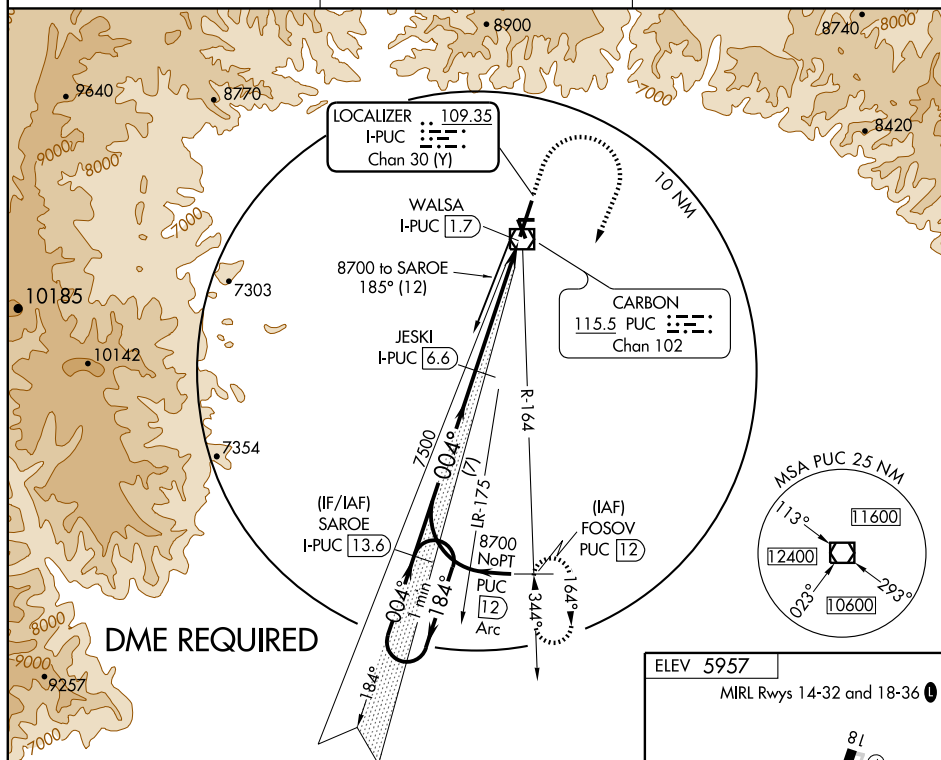 8900
8740
8000
9640
8770
7000
8420
9000
8000
LOCALIZER 109.35
I-PUC
Chan 30 (Y)
10 NM
7000
WALSA
I-PUC 1.7
8700 to SAROE
185° (12)
7303
10185
CARBON
115.5 PUC
Chan 102
JESKI
I-PUC 6.6
10142
R-164
7500
004°
(7)
7354
LR-175
MSA PUC 25 NM
113°
11600
12400
023°
293°
10600
(IF/IAF)
SAROE
I-PUC 13.6
(IAF)
FOSOV
PUC 12
8700
NoPT
PUC
12
Arc
004°
1 min
184°
344°
164°
8000
DME REQUIRED
9000
9257
184°
7000
ELEV 5957
MIRL Rwys 14-32 and 18-36 L
18